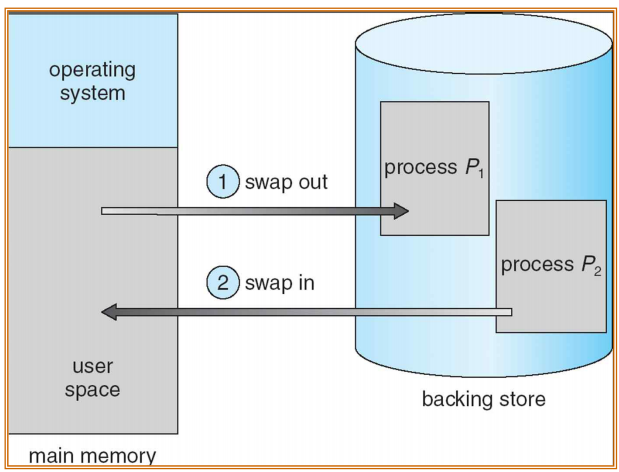 operating
system
1 swap out
process P1
2 swap in
process P2
user
space
backing store
main memory